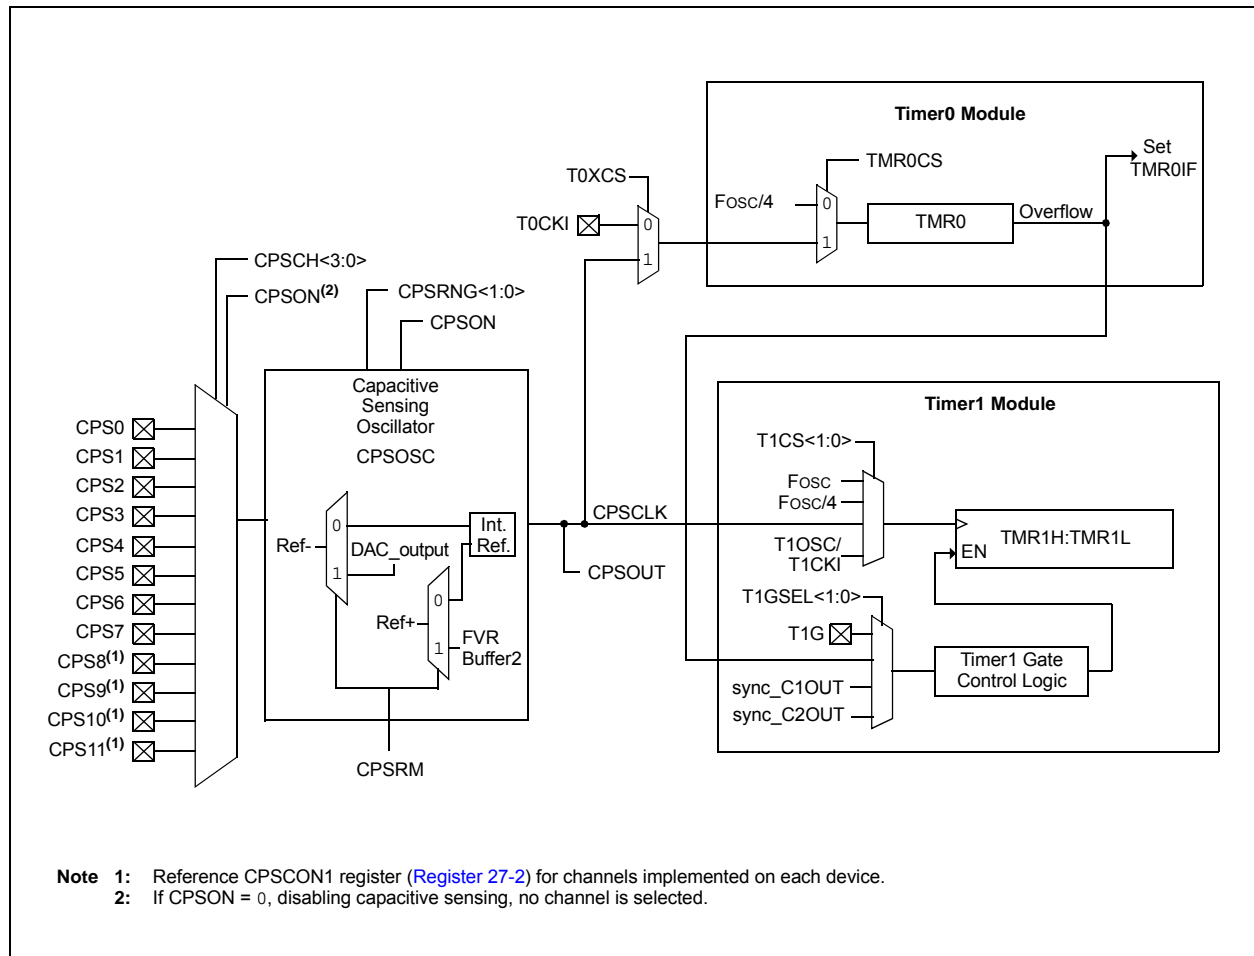 Timer0 Module
Set
TMR0IF
TMR0CS
T0XCS
FOSC/4
0
1
TMR0
Overflow
T0CKI
0
1
CPSCH<3:0>
CPSON(2)
CPSRNG<1:0>
CPSON
Capacitive
Sensing
Oscillator
CPSOSC
Timer1 Module
T1CS<1:0>
FOSC
FOSC/4
T1OSC/
T1CKI
TMR1H:TMR1L
EN
CPS0
CPS1
CPS2
CPS3
CPS4
CPS5
CPS6
CPS7
CPS8(1)
CPS9(1)
CPS10(1)
CPS11(1)
0
1
Ref-
DAC_output
Int.
Ref.
0
1
Ref+
FVR
Buffer2
CPSCLK
CPSOUT
CPSRM
T1GSEL<1:0>
T1G
sync_C1OUT
sync_C2OUT
Timer1 Gate
Control Logic
Note 1: Reference CPSCON1 register (Register 27-2) for channels implemented on each device.
2: If CPSON = 0, disabling capacitive sensing, no channel is selected.